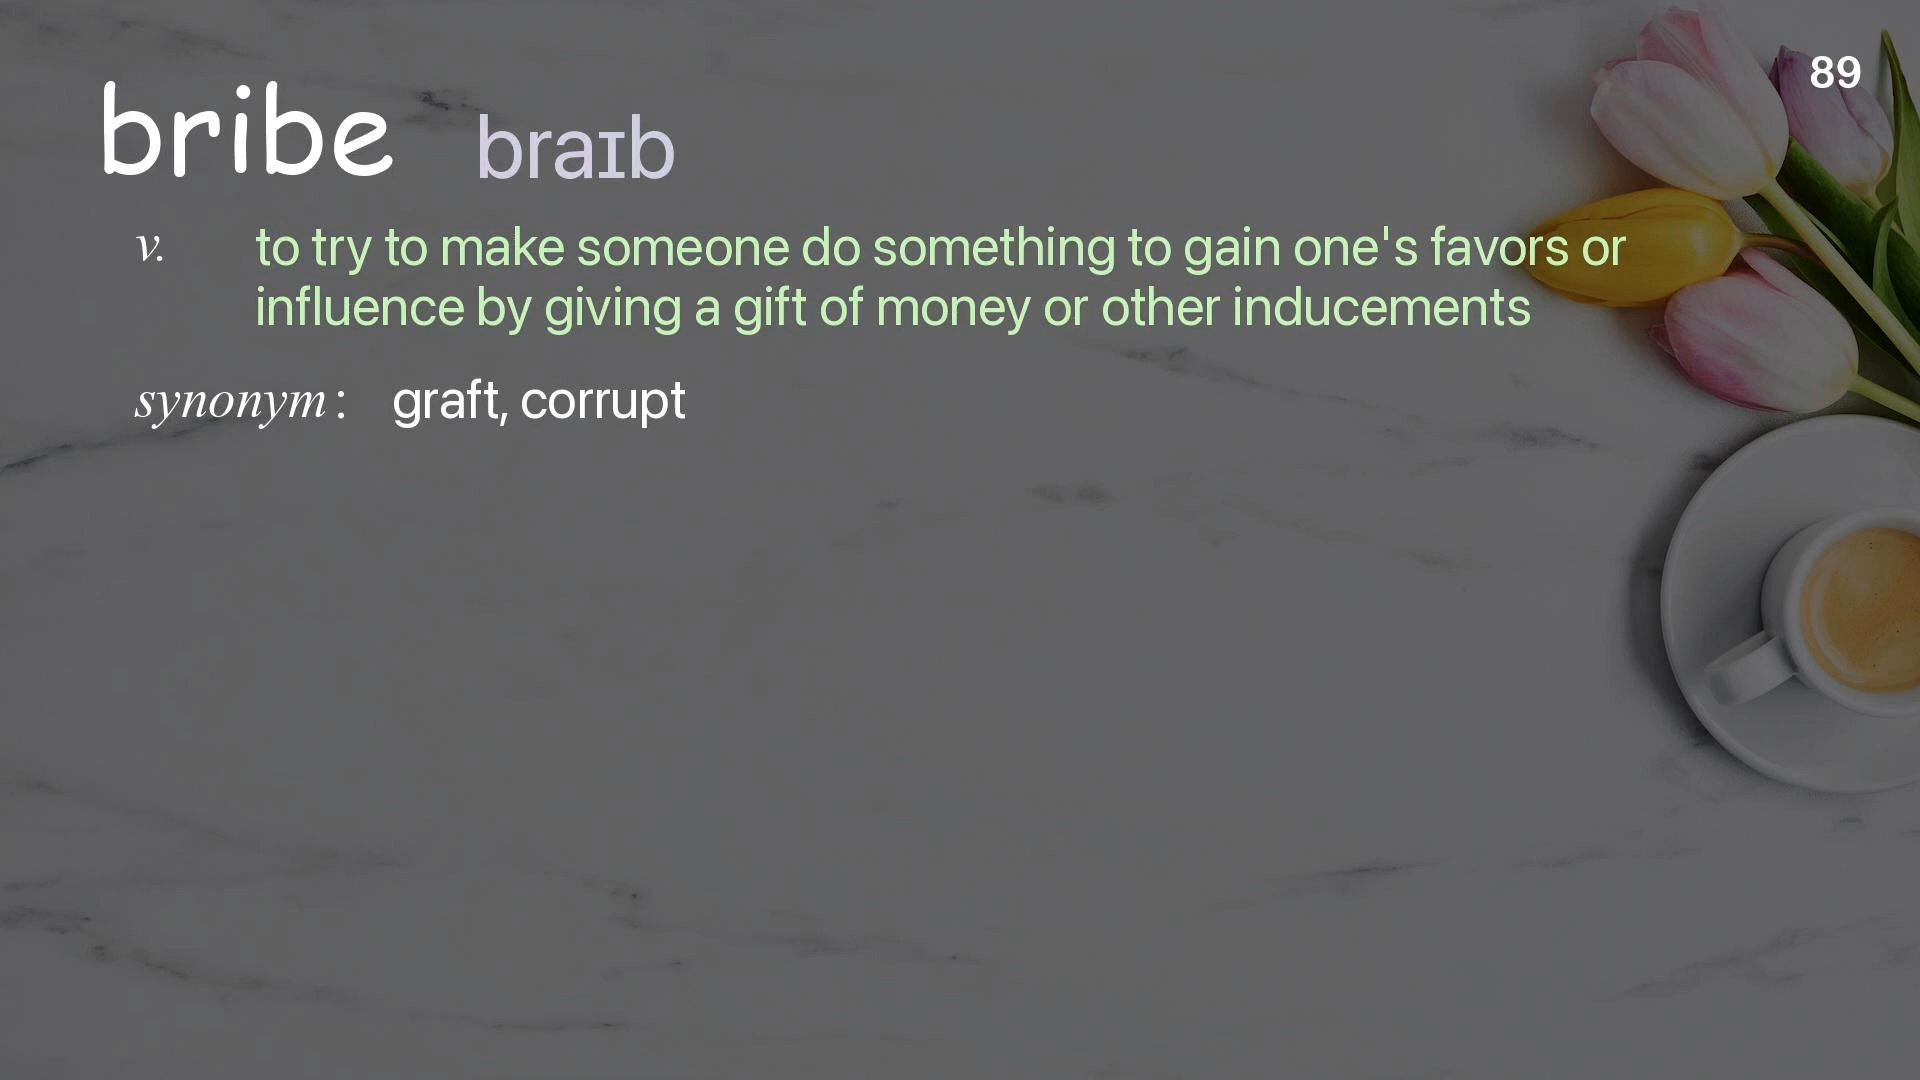 89
bribe braɪb
v. to try to make someone do something to gain one's favors or
influence by giving a gift of money or other inducements
synonym: graft, corrupt